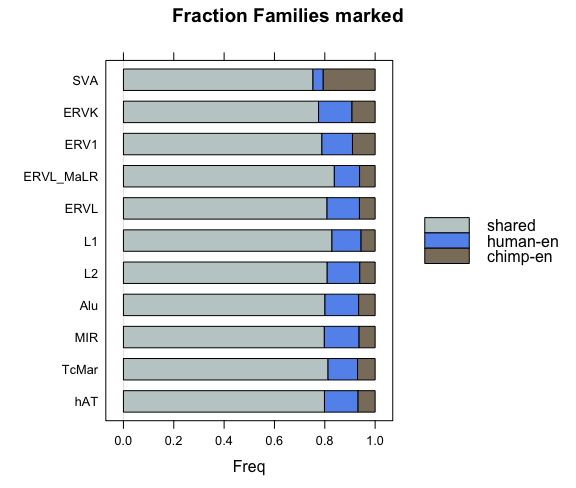 Fraction Families marked
SVA
ERVK
ERV1
ERVL_MaLR
ERVL
L1
L2
Alu
MIR
TcMar
hAT
0.0 0.2 0.4 0.6 0.8 1.0
Freq
shared
human-en
chimp-en